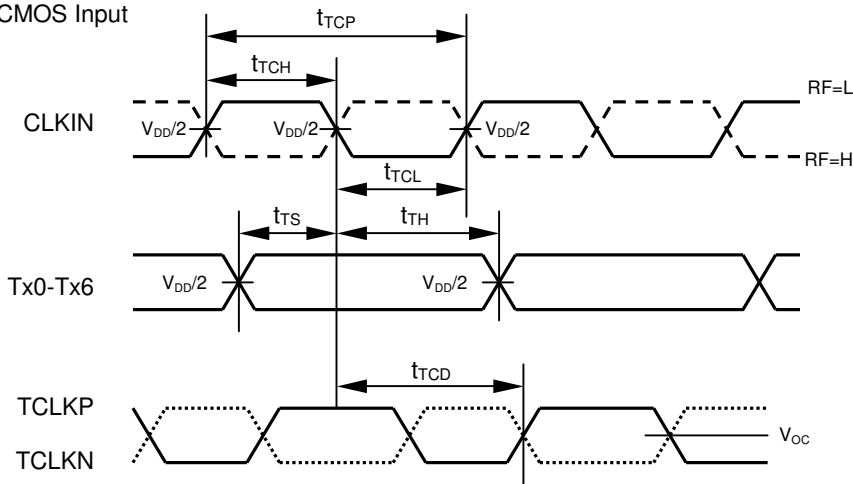 CMOS Input
tTCP
tTCH
RF=L
CLKIN
VDD/2 VDD/2 VDD/2
RF=H
tTCL
tTS tTH
Tx0-Tx6
VDD/2 VDD/2
tTCD
TCLKP
VOC
TCLKN